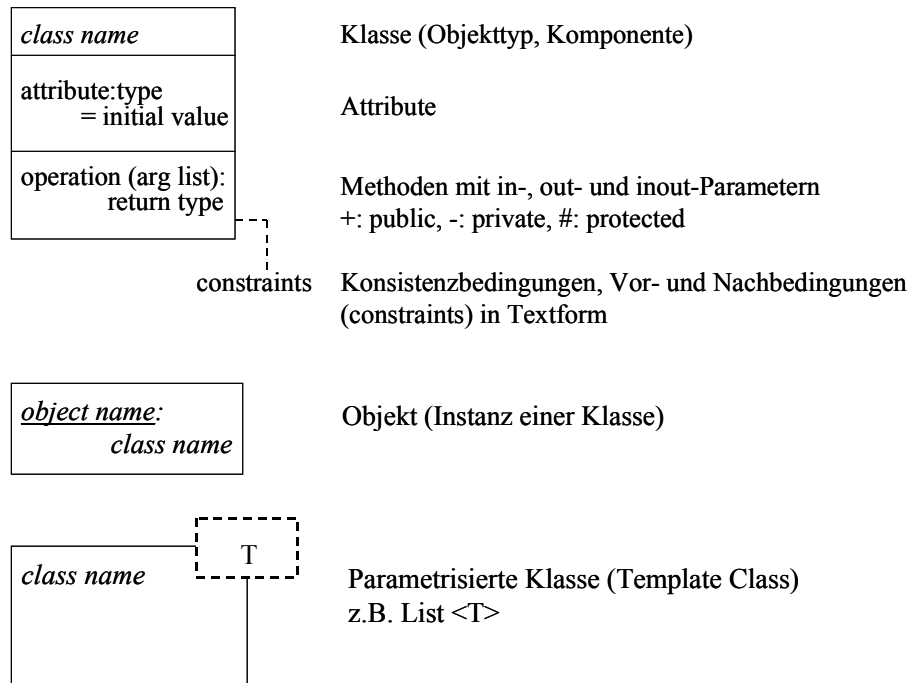 class name
Klasse (Objekttyp, Komponente)
attribute:type
= initial value
Attribute
operation (arg list):
return type
Methoden mit in-, out- und inout-Parametern
+: public, -: private, #: protected
constraints
Konsistenzbedingungen, Vor- und Nachbedingungen
(constraints) in Textform
object name:
class name
Objekt (Instanz einer Klasse)
T
class name
Parametrisierte Klasse (Template Class)
z.B. List <T>